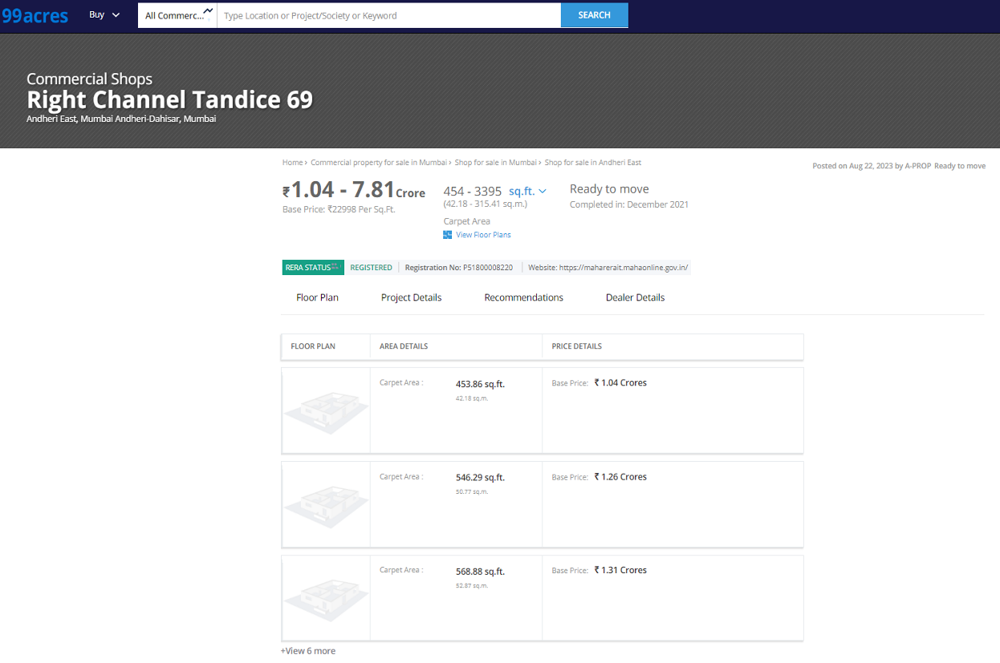 99acres Buy All Commerc... Type Location or Project/Society or Keyword SEARCH
Commercial Shops
Right Channel Tandice 69
Andheri East, Mumbai Andheri-Dahisar, Mumbai
Home › Commercial property for sale in Mumbai › Shop for sale in Mumbai › Shop for sale in Andheri East
Posted on Aug 22, 2023 by A-PROP Ready to move
₹1.04 - 7.81 Crore
Base Price: ₹22998 Per Sq.Ft.
454 - 3395 sq.ft.
(42.18 - 315.41 sq.m.)
Carpet Area
View Floor Plans
Ready to move
Completed in: December 2021
RERA STATUS REGISTERED Registration No: P51800008220 Website: https://maharerait.mahaonline.gov.in/
Floor Plan Project Details Recommendations Dealer Details
FLOOR PLAN AREA DETAILS PRICE DETAILS
Carpet Area : 453.86 sq.ft. Base Price: ₹ 1.04 Crores
42.18 sq.m.
Carpet Area : 546.29 sq.ft. Base Price: ₹ 1.26 Crores
50.77 sq.m.
Carpet Area : 568.88 sq.ft. Base Price: ₹ 1.31 Crores
52.87 sq.m.
+View 6 more